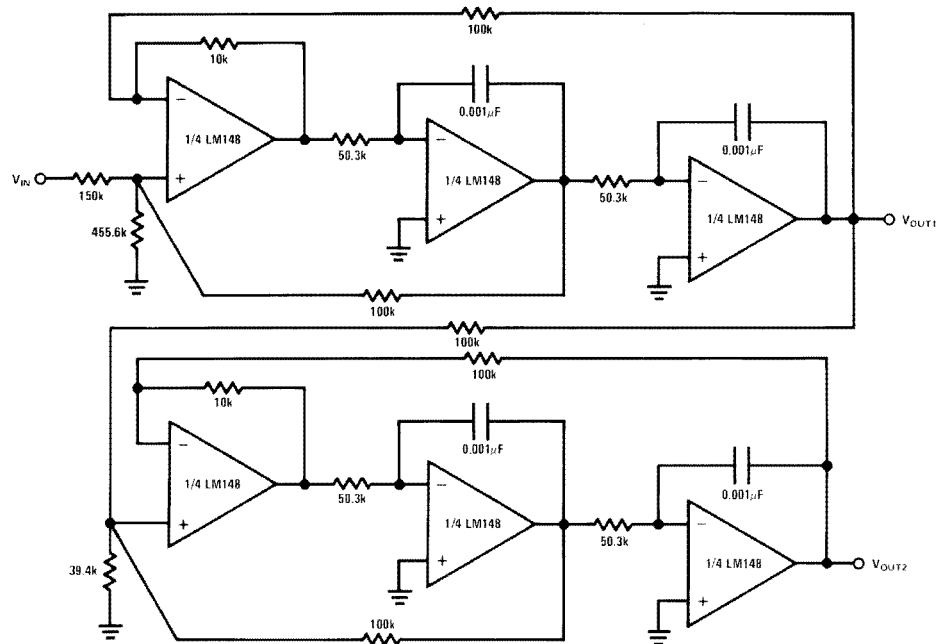 100k
10k
0.001μF
1/4 LM148
50.3k
1/4 LM148
0.001μF
50.3k
1/4 LM148
VIN
150k
455.6k
VOUT1
100k
100k
100k
10k
0.001μF
1/4 LM148
50.3k
1/4 LM148
0.001μF
50.3k
1/4 LM148
39.4k
VOUT2
100k